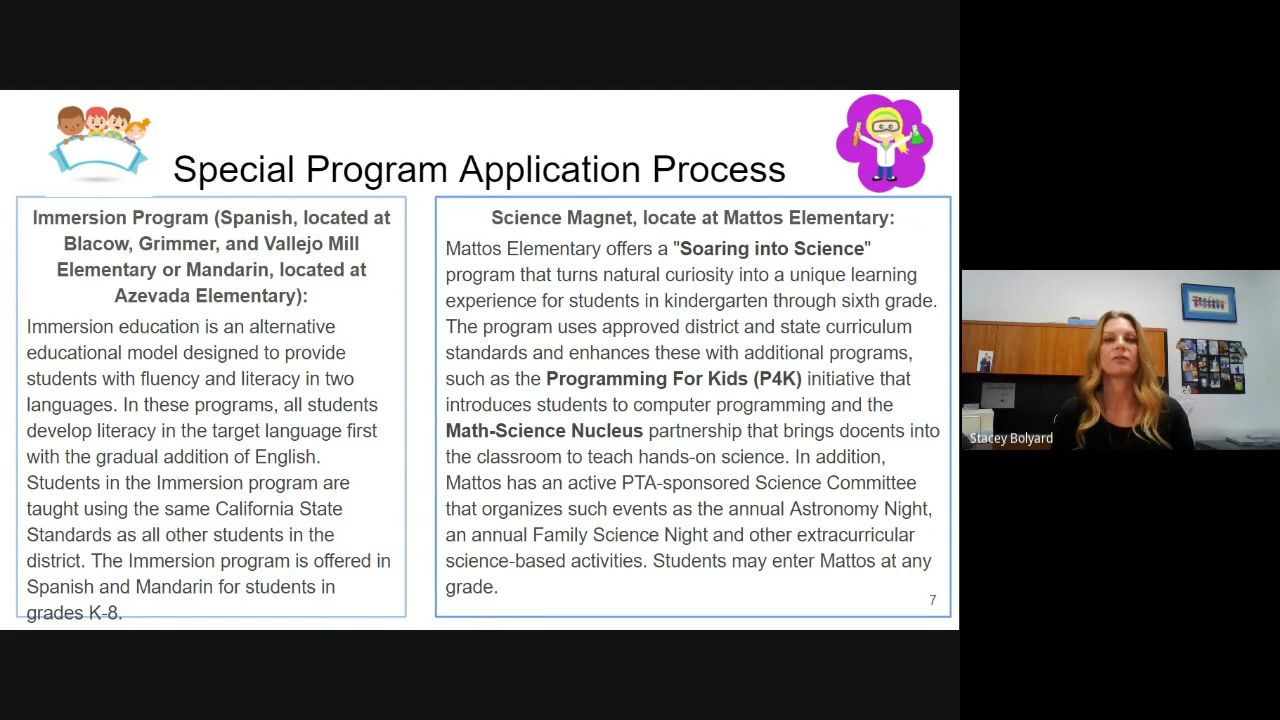 Special Program Application Process
Immersion Program (Spanish, located at
Blacow, Grimmer, and Vallejo Mill
Elementary or Mandarin, located at
Azevada Elementary):
Immersion education is an alternative
educational model designed to provide
students with fluency and literacy in two
languages. In these programs, all students
develop literacy in the target language first
with the gradual addition of English.
Students in the Immersion program are
taught using the same California State
Standards as all other students in the
district. The Immersion program is offered in
Spanish and Mandarin for students in
grades K-8.
Science Magnet, locate at Mattos Elementary:
Mattos Elementary offers a "Soaring into Science"
program that turns natural curiosity into a unique learning
experience for students in kindergarten through sixth grade.
The program uses approved district and state curriculum
standards and enhances these with additional programs,
such as the Programming For Kids (P4K) initiative that
introduces students to computer programming and the
Math-Science Nucleus partnership that brings docents into
the classroom to teach hands-on science. In addition,
Mattos has an active PTA-sponsored Science Committee
that organizes such events as the annual Astronomy Night,
an annual Family Science Night and other extracurricular
science-based activities. Students may enter Mattos at any
grade.
7
Stacey Bolyard